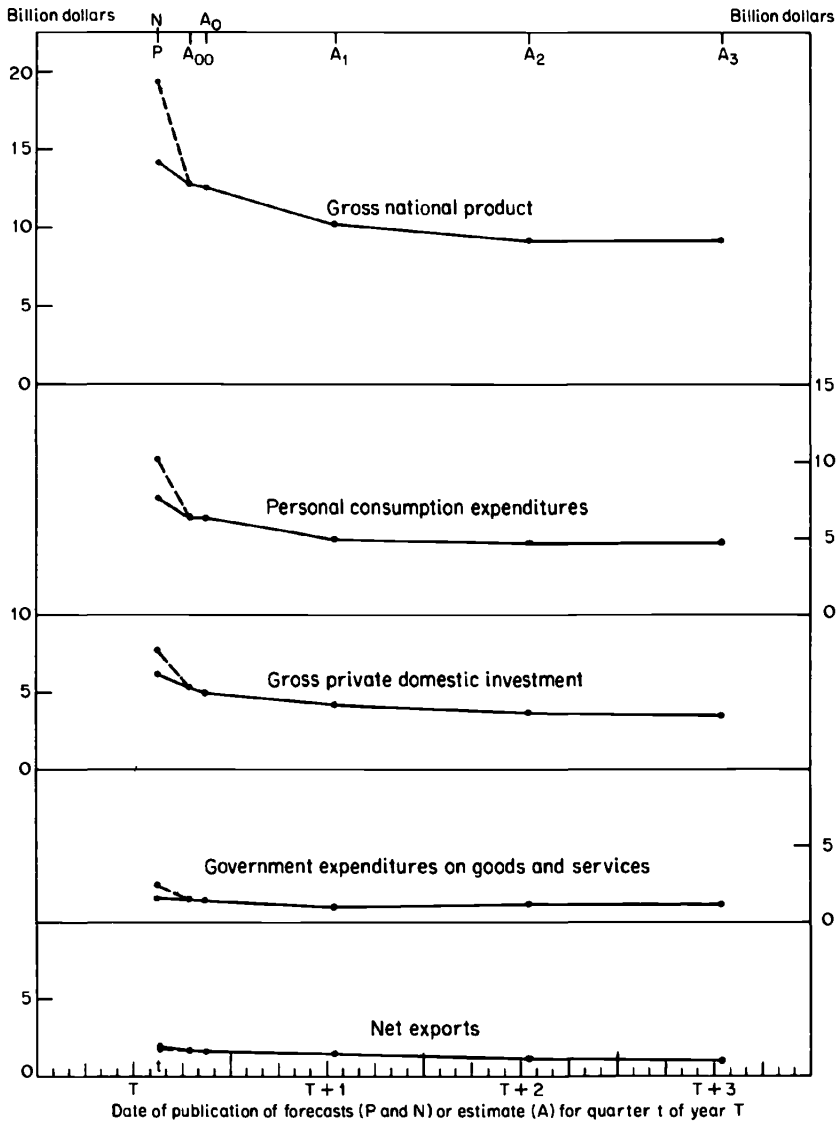 Billion dollars N A0 Billion dollars
P A00 A1 A2 A3
20
15
Gross national product
10
5
0 15
10
Personal consumption expenditures
5
0
10
Gross private domestic investment
5
0
5
Government expenditures on goods and services
0
5
Net exports
0 t
T T+1 T+2 T+3
Date of publication of forecasts (P and N) or estimate (A) for quarter t of year T